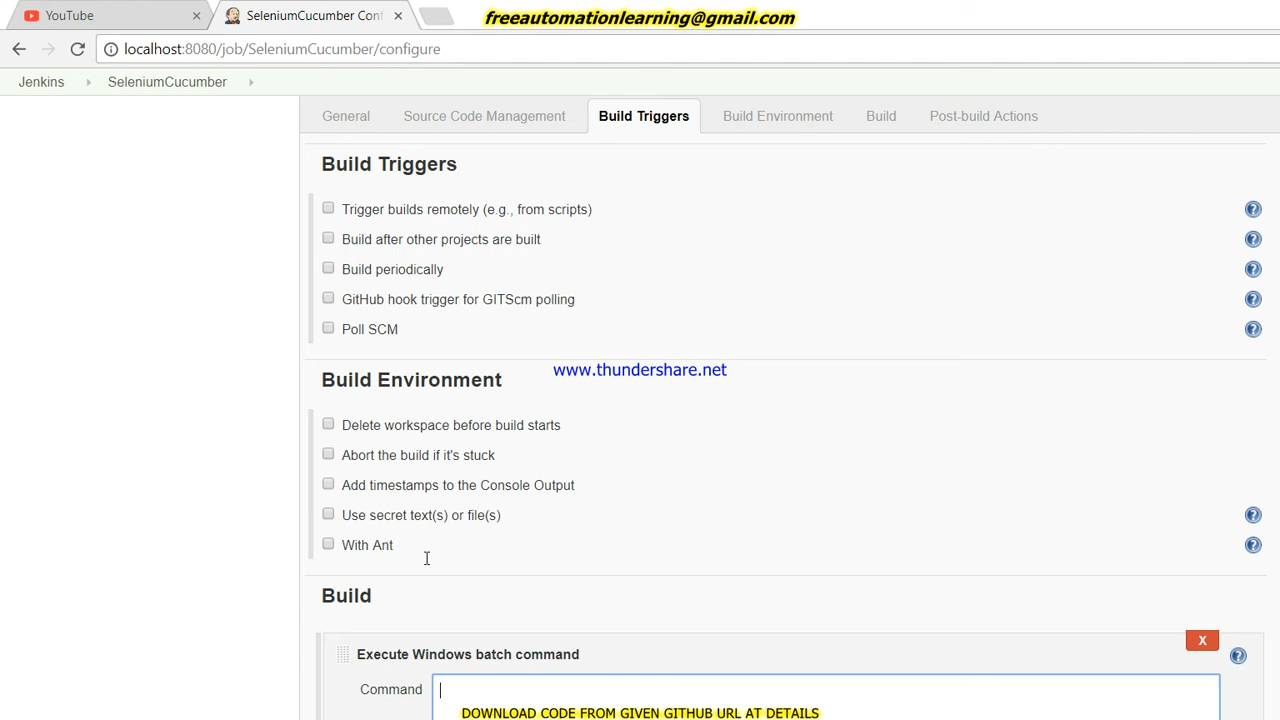 YouTube
SeleniumCucumber Conf
freeautomationlearning@gmail.com
localhost:8080/job/SeleniumCucumber/configure
Jenkins
SeleniumCucumber
General
Source Code Management
Build Triggers
Build Environment
Build
Post-build Actions
Build Triggers
Trigger builds remotely (e.g., from scripts)
Build after other projects are built
Build periodically
GitHub hook trigger for GITScm polling
Poll SCM
www.thundershare.net
Build Environment
Delete workspace before build starts
Abort the build if it's stuck
Add timestamps to the Console Output
Use secret text(s) or file(s)
With Ant
Build
X
Execute Windows batch command
Command
DOWNLOAD CODE FROM GIVEN GITHUB URL AT DETAILS